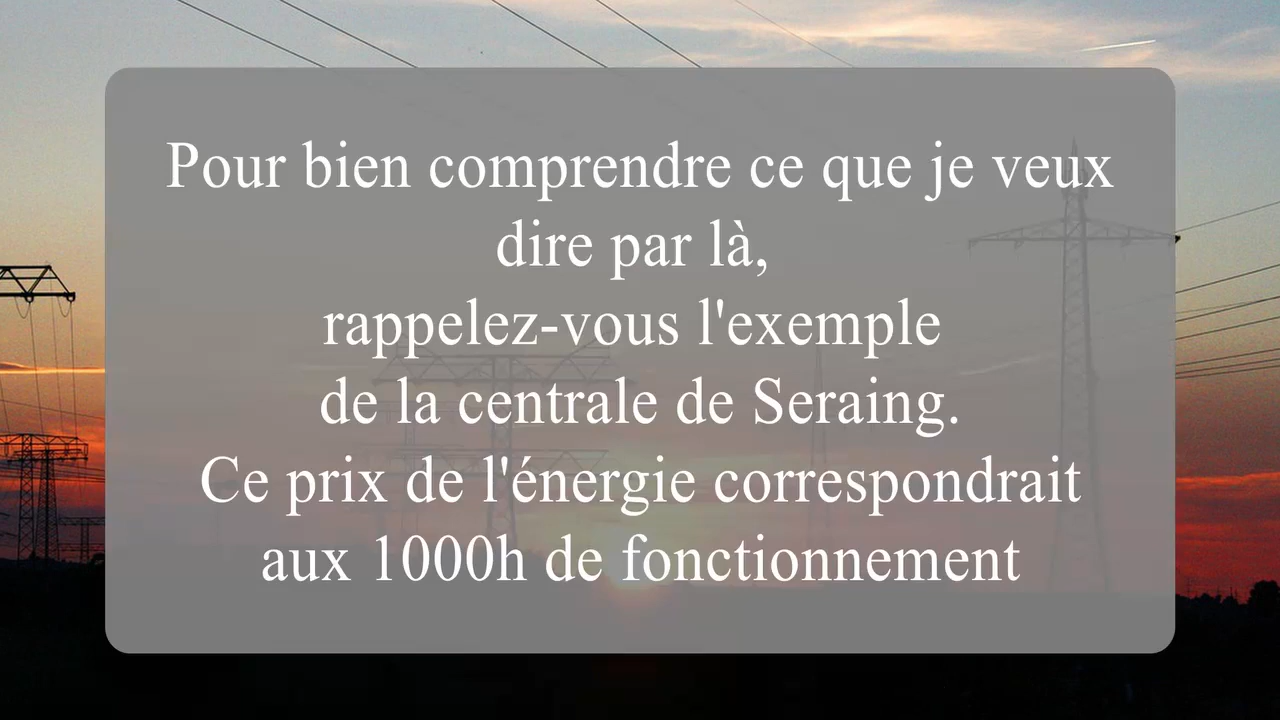 Pour bien comprendre ce que je veux
dire par là,
rappelez-vous l'exemple
de la centrale de Seraing.
Ce prix de l'énergie correspondrait
aux 1000h de fonctionnement